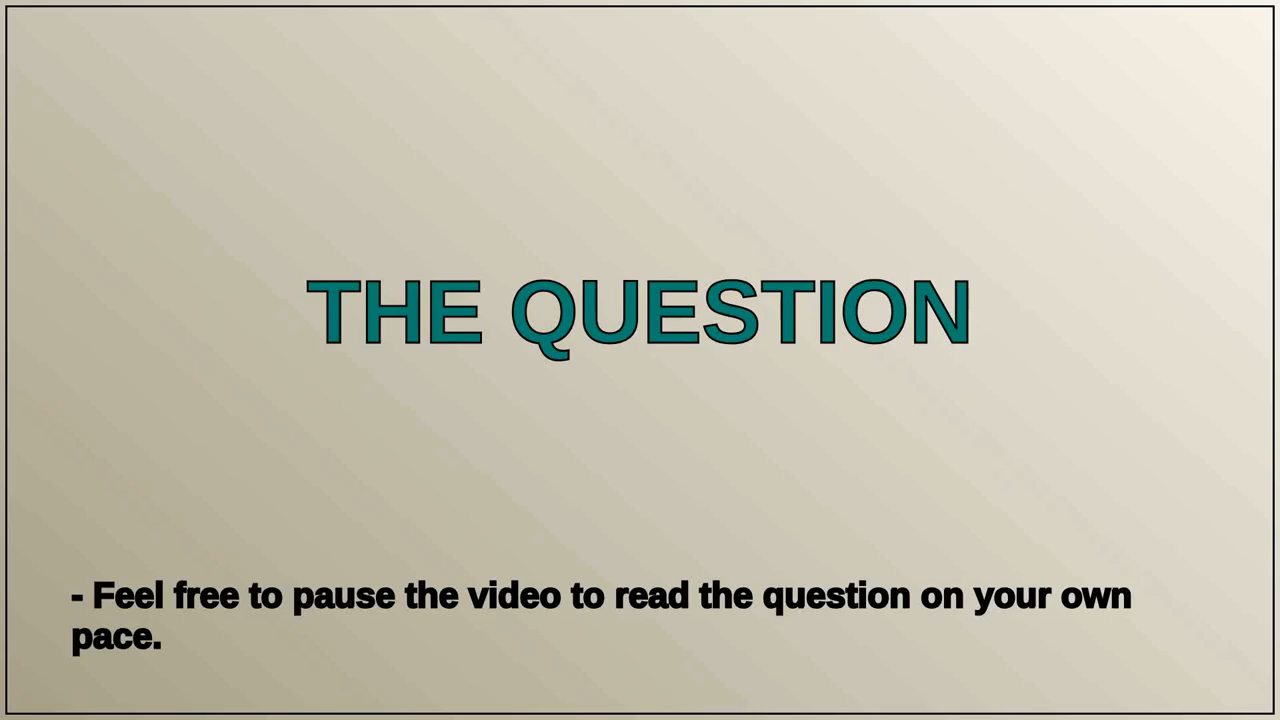 THE QUESTION
- Feel free to pause the video to read the question on your own
pace.